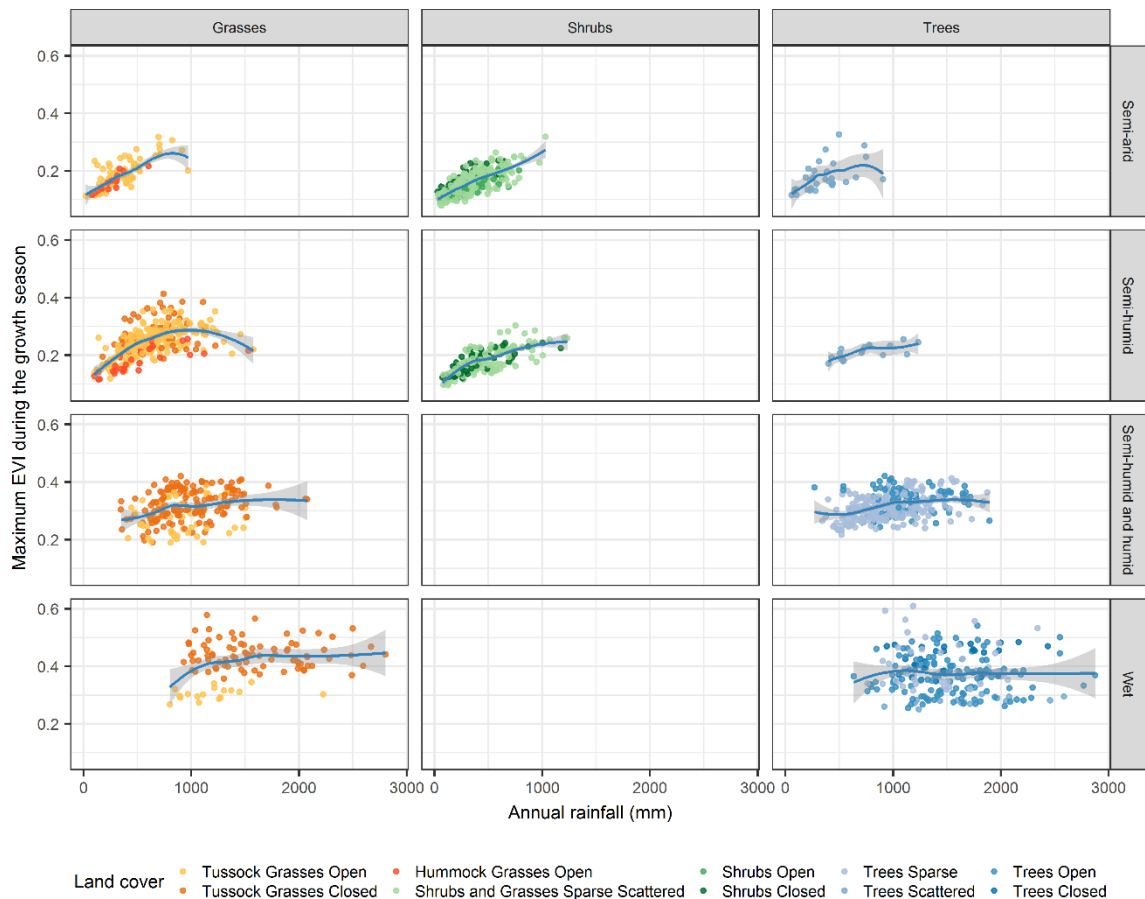 Grasses
Shrubs
Trees
0.6
0.4
0.2
Semi-arid
0.6
0.4
0.2
Semi-humid
0.6
0.4
0.2
Semi-humid and humid
0.6
0.4
0.2
Wet
Maximum EVI during the growth season
0 1000 2000 3000 0 1000 2000 3000 0 1000 2000 3000
Annual rainfall (mm)
Land cover
Tussock Grasses Open Hummock Grasses Open Shrubs Open Trees Sparse Trees Open
Tussock Grasses Closed Shrubs and Grasses Sparse Scattered Shrubs Closed Trees Scattered Trees Closed